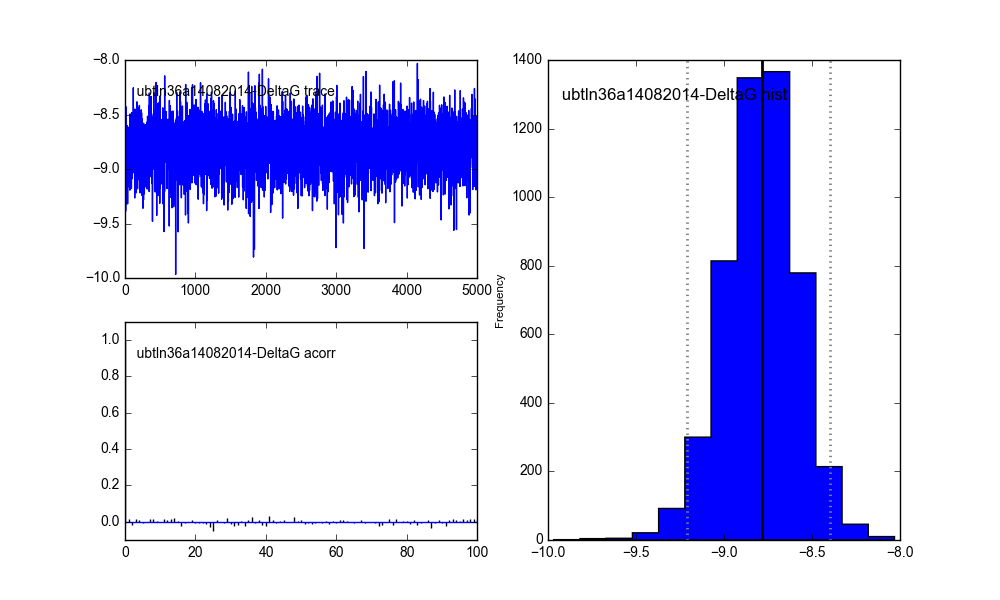 ubtln36a14082014-DeltaG trace
−8.0
−8.5
−9.0
−9.5
−10.0
0 1000 2000 3000 4000 5000
ubtln36a14082014-DeltaG acorr
1.0
0.8
0.6
0.4
0.2
0.0
0 20 40 60 80 100
ubtln36a14082014-DeltaG hist
Frequency
1400
1200
1000
800
600
400
200
0
−10.0 −9.5 −9.0 −8.5 −8.0